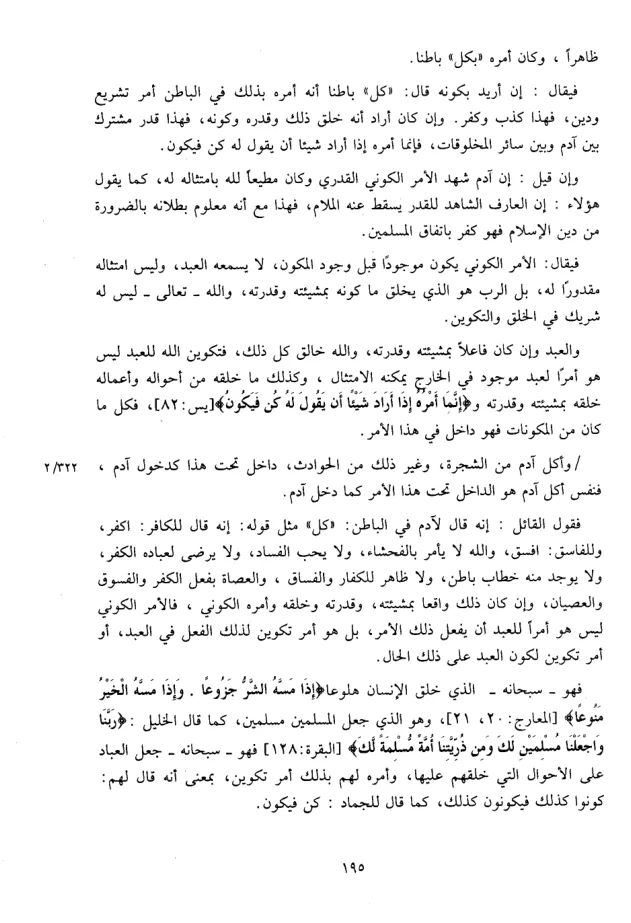 ظاهراً ، وكان أمره «بكل» باطنا.
فيقال : إن أريد بكونه قال: «كل» باطنا أنه أمره بذلك في الباطن أمر تشريع
ودين، فهذا كذب وكفر. وإن كان أراد أنه خلق ذلك وقدره وكونه، فهذا قدر مشترك
بين آدم وبين سائر المخلوقات، فإنما أمره إذا أراد شيئا أن يقول له كن فيكون.
وإن قيل : إن آدم شهد الأمر الكوني القدري وكان مطيعاً لله بامتثاله له، كما يقول
هؤلاء : إن العارف الشاهد للقدر يسقط عنه الملام، فهذا مع أنه معلوم بطلانه بالضرورة
من دين الإسلام فهو كفر باتفاق المسلمين.
فيقال: الأمر الكوني يكون موجودًا قبل وجود المكون، لا يسمعه العبد، وليس امتثاله
مقدورًا له، بل الرب هو الذي يخلق ما كونه بمشيئته وقدرته، والله ـ تعالى ـ ليس له
شريك في الخلق والتكوين.
والعبد وإن كان فاعلاً بمشيئته وقدرته، والله خالق كل ذلك، فتكوين الله للعبد ليس
هو أمرًا لعبد موجود في الخارج يمكنه الامتثال ، وكذلك ما خلقه من أحواله وأعماله
خلقه بمشيئته وقدرته و﴿إِنَّمَا أَمْرُهُ إِذَا أَرَادَ شَيْئًا أَن يَقُولَ لَهُ كُن فَيَكُونُ﴾[يس:٨٢]، فكل ما
كان من المكونات فهو داخل في هذا الأمر.
/ وأكل آدم من الشجرة، وغير ذلك من الحوادث، داخل تحت هذا كدخول آدم ، ٢/٣٢٢
فنفس أكل آدم هو الداخل تحت هذا الأمر كما دخل آدم.
فقول القائل : إنه قال لآدم في الباطن: «كل» مثل قوله: إنه قال للكافر: اكفر،
وللفاسق: افسق، والله لا يأمر بالفحشاء، ولا يحب الفساد، ولا يرضى لعباده الكفر،
ولا يوجد منه خطاب باطن، ولا ظاهر للكفار والفساق ، والعصاة بفعل الكفر والفسوق
والعصيان، وإن كان ذلك واقعا بمشيئته، وقدرته وخلقه وأمره الكوني ، فالأمر الكوني
ليس هو أمراً للعبد أن يفعل ذلك الأمر، بل هو أمر تكوين لذلك الفعل في العبد، أو
أمر تكوين لكون العبد على ذلك الحال.
فهو ـ سبحانه ـ الذي خلق الإنسان هلوعا﴿إِذَا مَسَّهُ الشَّرُّ جَزُوعًا . وَإِذَا مَسَّهُ الْخَيْرُ
مَنُوعًا﴾ [المعارج:٢٠، ٢١]، وهو الذي جعل المسلمين مسلمين، كما قال الخليل :﴿رَبَّنَا
وَاجْعَلْنَا مُسْلِمَيْنِ لَكَ وَمِن ذُرِّيَّتِنَا أُمَّةً مُّسْلِمَةً لَّكَ﴾ [البقرة:١٢٨] فهو ـ سبحانه ـ جعل العباد
على الأحوال التي خلقهم عليها، وأمره لهم بذلك أمر تكوين، بمعنى أنه قال لهم:
كونوا كذلك فيكونون كذلك، كما قال للجماد : كن فيكون.
١٩٥